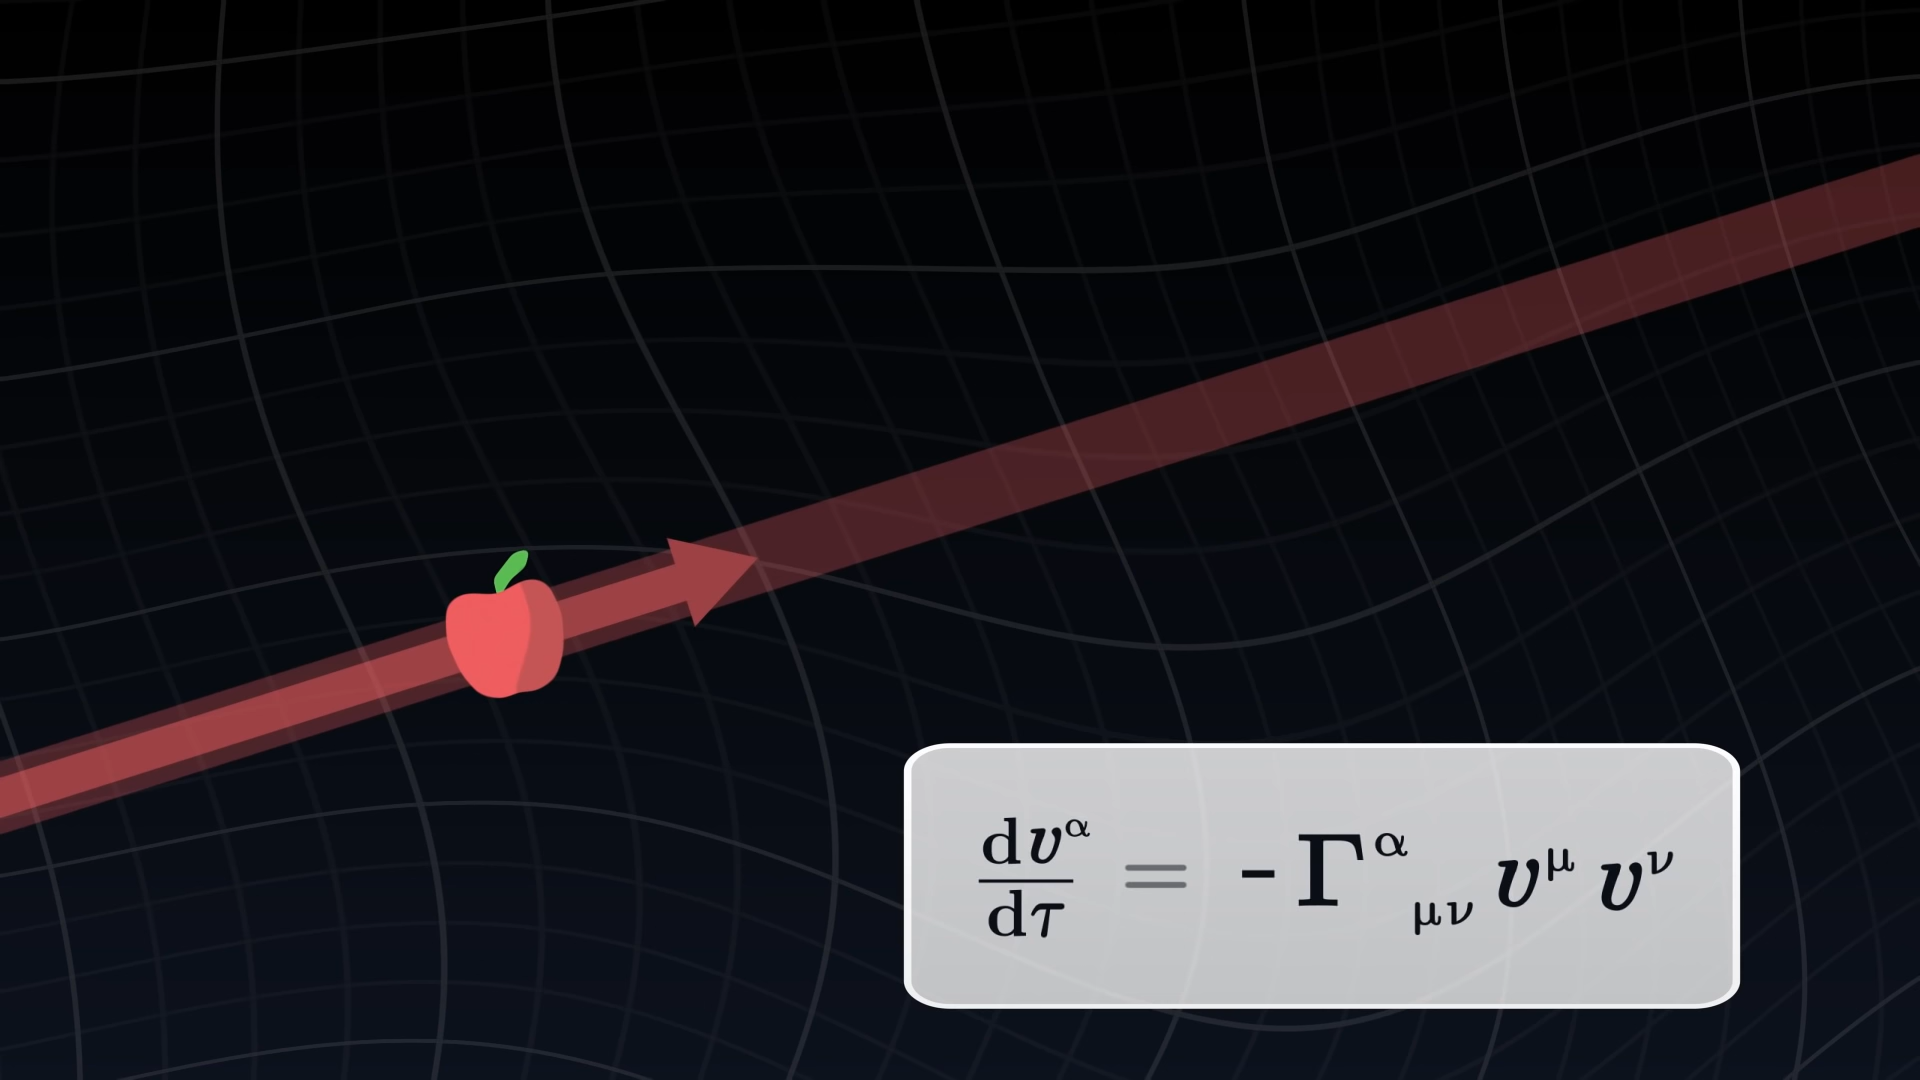 dv^α/dτ = -Γ^α_μν v^μ v^ν